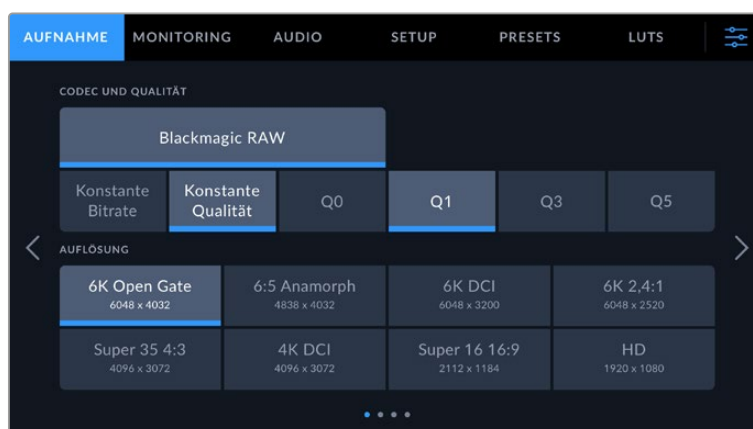 AUFNAHME MONITORING AUDIO SETUP PRESETS LUTS
CODEC UND QUALITÄT
Blackmagic RAW
Konstante Bitrate
Konstante Qualität
Q0
Q1
Q3
Q5
AUFLÖSUNG
6K Open Gate
6048 x 4032
6:5 Anamorph
4838 x 4032
6K DCI
6048 x 3200
6K 2,4:1
6048 x 2520
Super 35 4:3
4096 x 3072
4K DCI
4096 x 3072
Super 16 16:9
2112 x 1184
HD
1920 x 1080